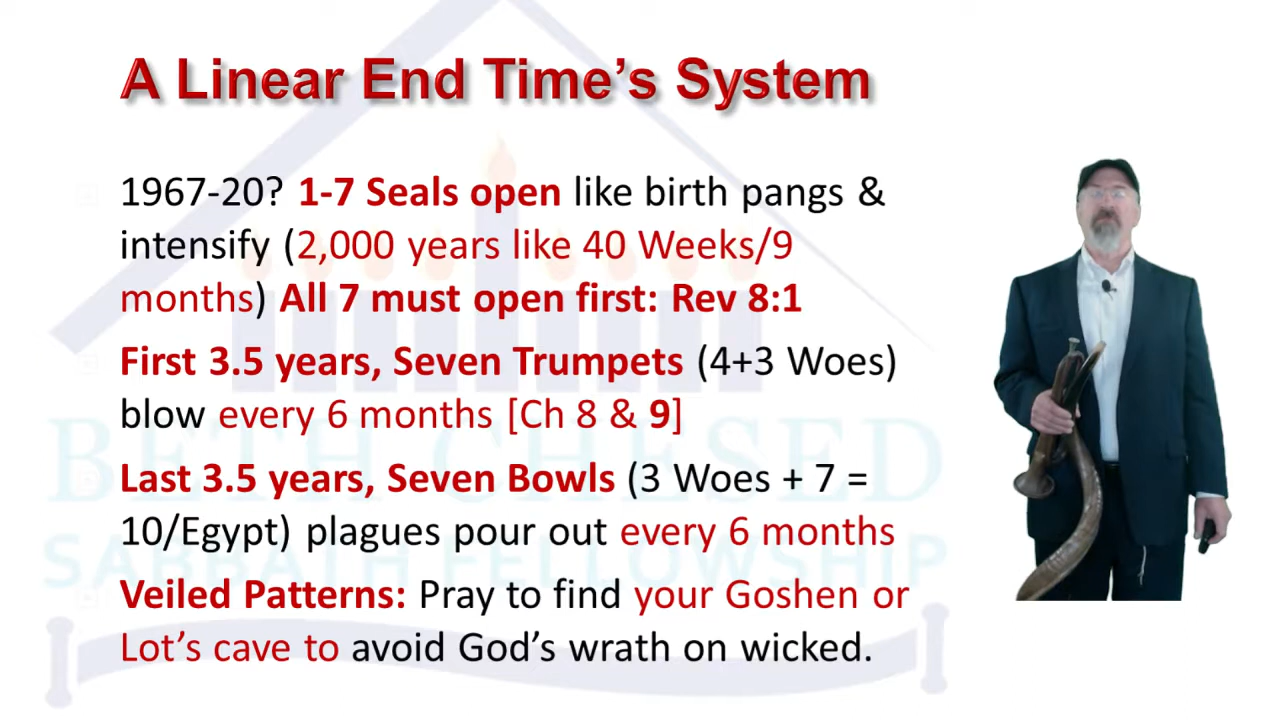 A Linear End Time’s System
1967-20? 1-7 Seals open like birth pangs &
intensify (2,000 years like 40 Weeks/9
months) All 7 must open first: Rev 8:1
First 3.5 years, Seven Trumpets (4+3 Woes)
blow every 6 months [Ch 8 & 9]
Last 3.5 years, Seven Bowls (3 Woes + 7 =
10/Egypt) plagues pour out every 6 months
Veiled Patterns: Pray to find your Goshen or
Lot’s cave to avoid God’s wrath on wicked.
BETH CHESED
SABBATH FELLOWSHIP